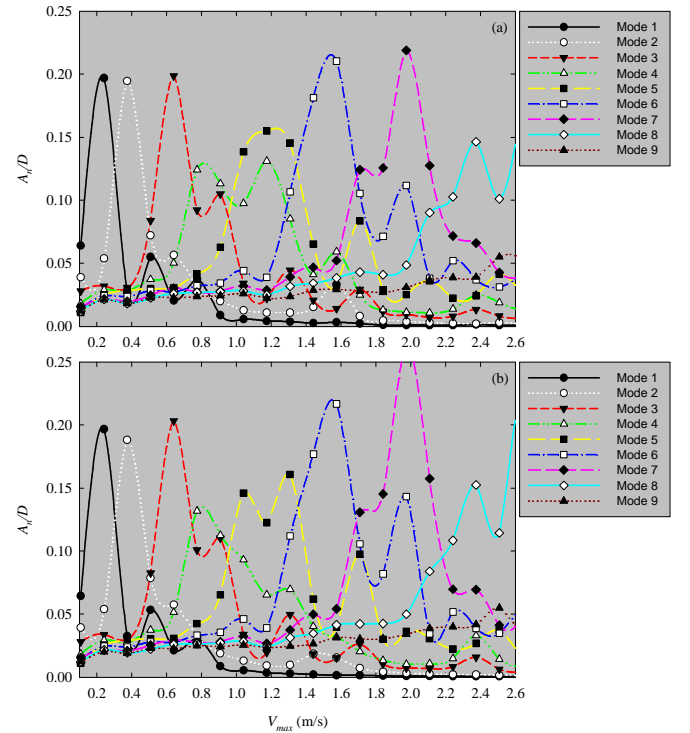 0.25
(a)
0.20
0.15
A_n/D
0.10
0.05
0.00
0.2 0.4 0.6 0.8 1.0 1.2 1.4 1.6 1.8 2.0 2.2 2.4 2.6
Mode 1
Mode 2
Mode 3
Mode 4
Mode 5
Mode 6
Mode 7
Mode 8
Mode 9
0.25
(b)
0.20
0.15
A_n/D
0.10
0.05
0.00
0.2 0.4 0.6 0.8 1.0 1.2 1.4 1.6 1.8 2.0 2.2 2.4 2.6
V_max (m/s)
Mode 1
Mode 2
Mode 3
Mode 4
Mode 5
Mode 6
Mode 7
Mode 8
Mode 9